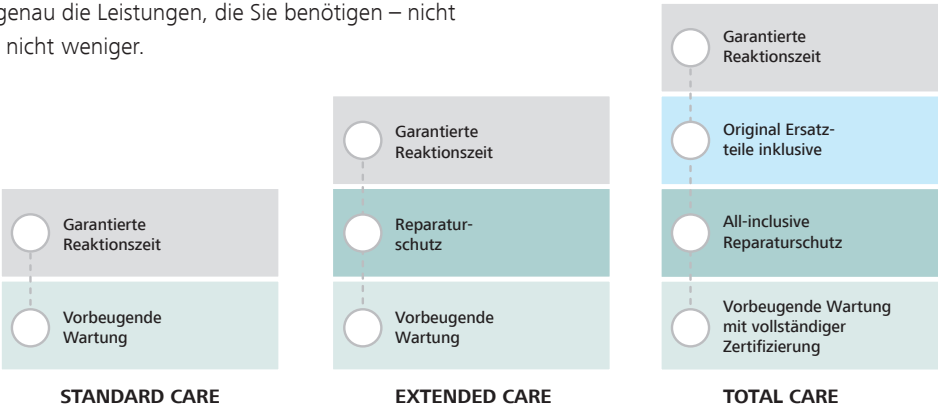 genau die Leistungen, die Sie benötigen – nicht
nicht weniger.
Garantierte
Reaktionszeit
Vorbeugende
Wartung
STANDARD CARE
Garantierte
Reaktionszeit
Reparatur-
schutz
Vorbeugende
Wartung
EXTENDED CARE
Garantierte
Reaktionszeit
Original Ersatz-
teile inklusive
All-inclusive
Reparaturschutz
Vorbeugende Wartung
mit vollständiger
Zertifizierung
TOTAL CARE